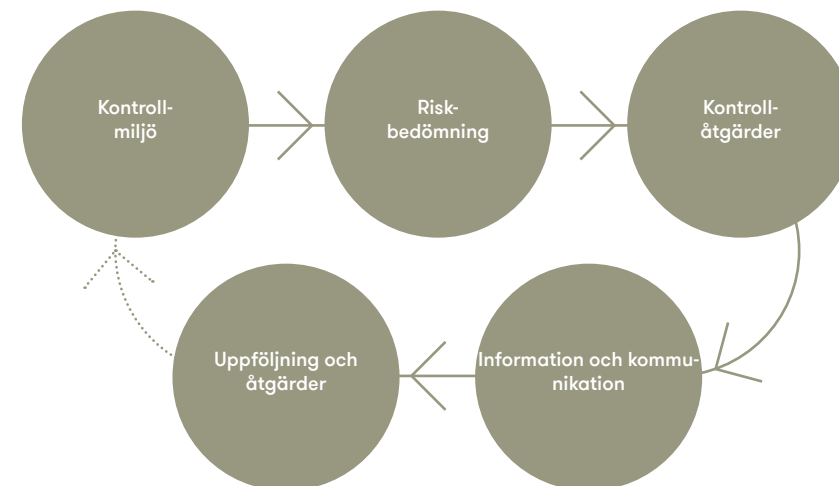 Kontroll-
miljö
Risk-
bedömning
Kontroll-
åtgärder
Uppföljning och
åtgärder
Information och kommu-
nikation